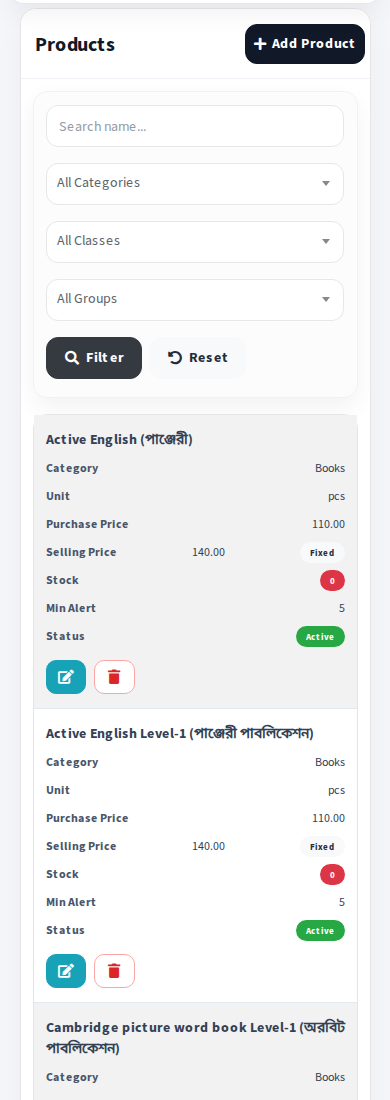 Products
Add Product
Search name...
All Categories
All Classes
All Groups
Filter Reset
Active English (পাঞ্জেরী)
Category Books
Unit pcs
Purchase Price 110.00
Selling Price 140.00 Fixed
Stock 0
Min Alert 5
Status Active
Active English Level-1 (পাঞ্জেরী পাবলিকেশন)
Category Books
Unit pcs
Purchase Price 110.00
Selling Price 140.00 Fixed
Stock 0
Min Alert 5
Status Active
Cambridge picture word book Level-1 (অরবিট
পাবলিকেশন)
Category Books